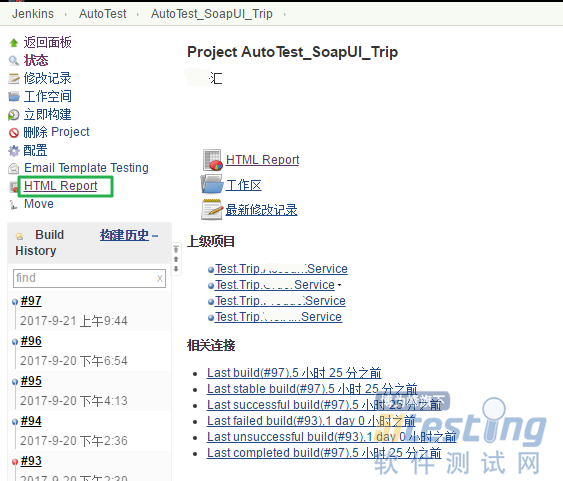 Jenkins AutoTest AutoTest_SoapUI_Trip
返回面板
状态
修改记录
工作空间
立即构建
删除 Project
配置
Email Template Testing
HTML Report
Move
Build History 构建历史
find x
#97
2017-9-21 上午9:44
#96
2017-9-20 下午6:54
#95
2017-9-20 下午4:13
#94
2017-9-20 下午2:36
#93
2017-9-20 下午2:30
Project AutoTest_SoapUI_Trip
汇
HTML Report
工作区
最新修改记录
上级项目
Test.Trip. Service
Test.Trip. Service
Test.Trip. Service
Test.Trip. Service
相关连接
Last build(#97),5 小时 25 分之前
Last stable build(#97),5 小时 25 分之前
Last successful build(#97),5 小时 25 分之前
Last failed build(#93),1 day 0 小时之前
Last unsuccessful build(#93),1 day 0 小时之前
Last completed build(#97),5 小时 25 分之前
Testing
软件测试网